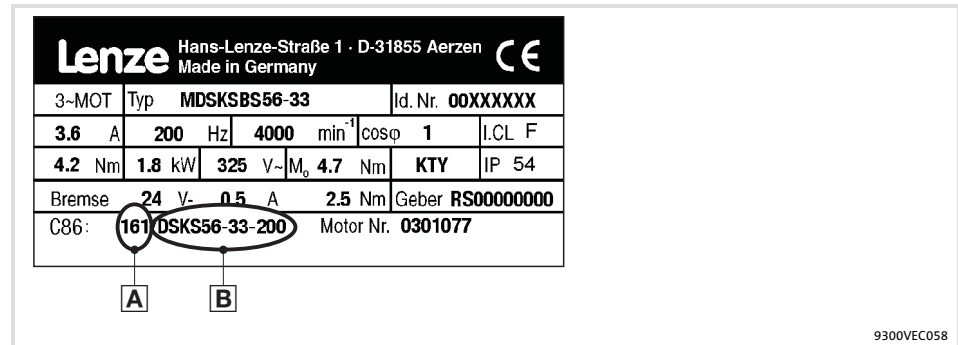 Lenze Hans-Lenze-Straße 1 · D-31855 Aerzen CE
Made in Germany
3~MOT Typ MDSKSBS56-33 Id. Nr. 00XXXXXX
3.6 A 200 Hz 4000 min-1 cosφ 1 I.CL F
4.2 Nm 1.8 kW 325 V~ M0 4.7 Nm KTY IP 54
Bremse 24 V- 0.5 A 2.5 Nm Geber RS00000000
C86: 161 DSKS56-33-200 Motor Nr. 0301077
A B
9300VEC058